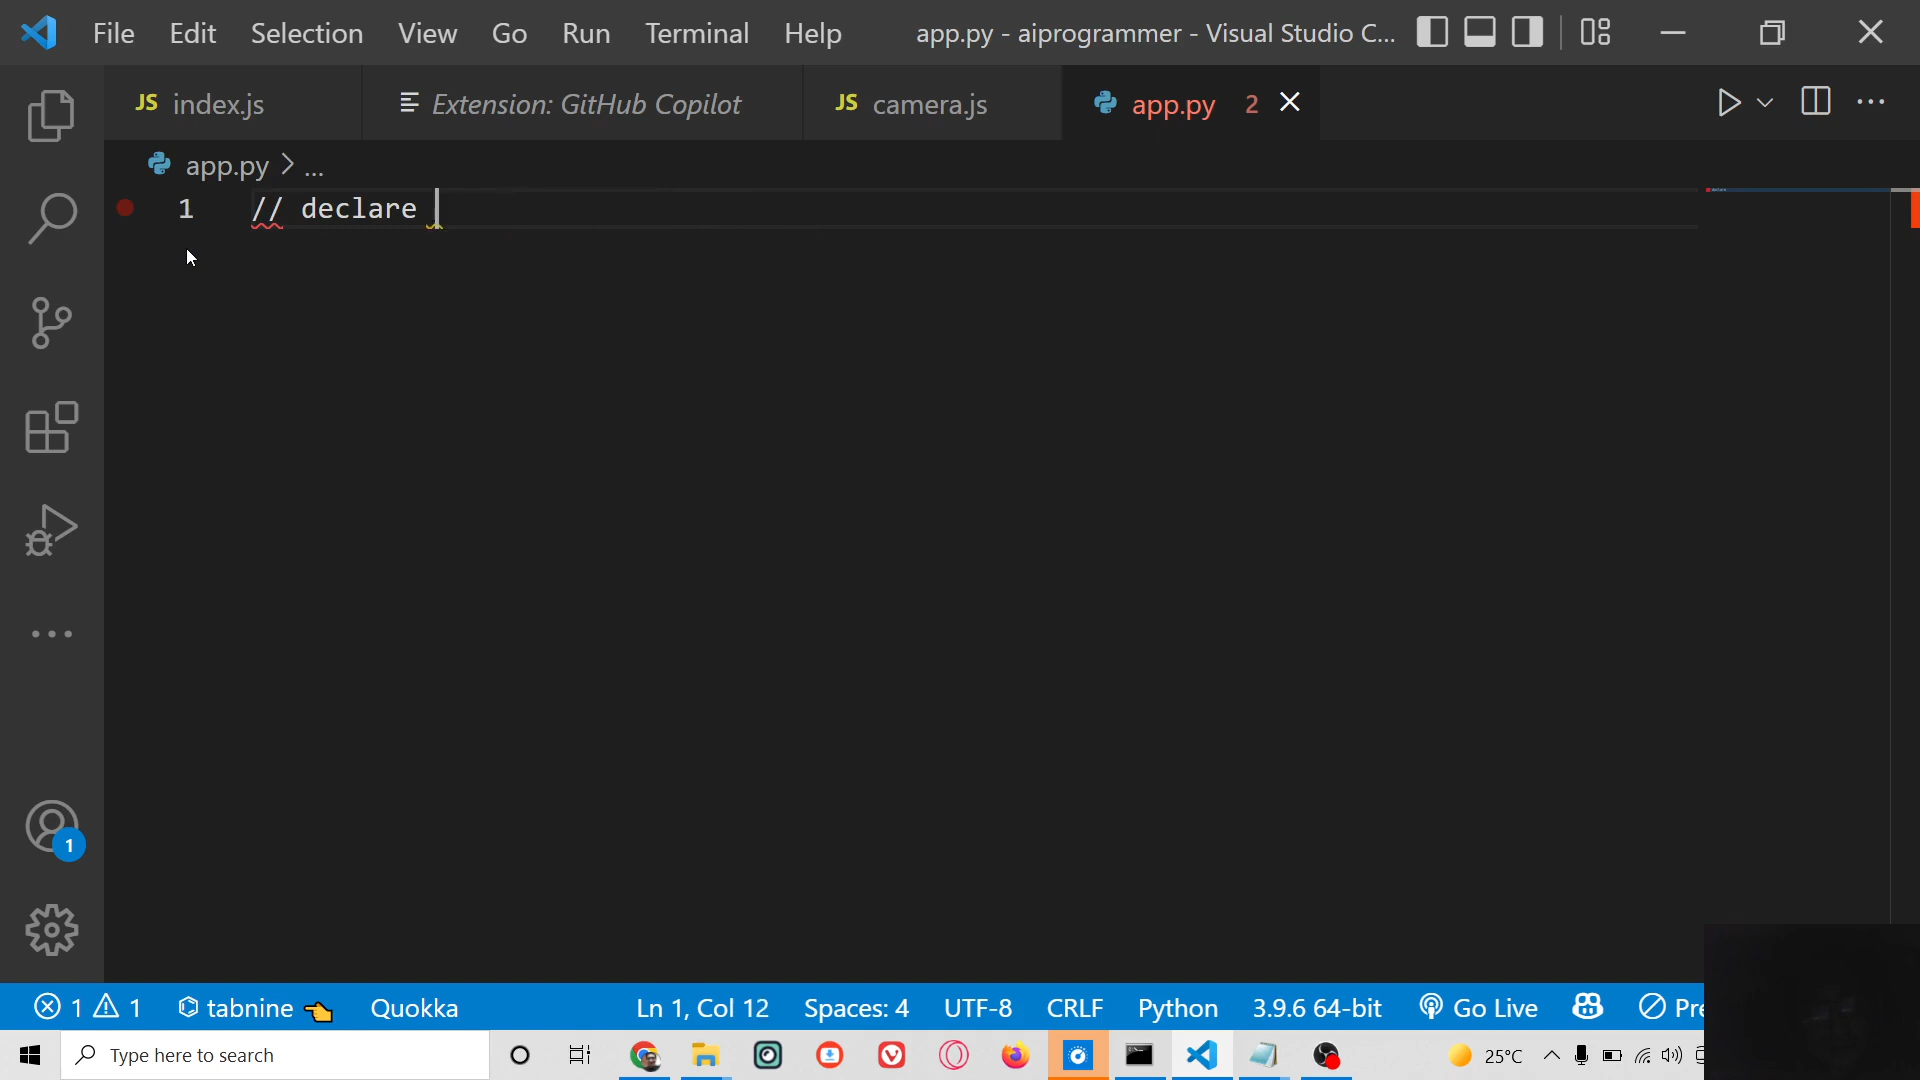 File Edit Selection View Go Run Terminal Help app.py - aiprogrammer - Visual Studio C...
JS index.js Extension: GitHub Copilot JS camera.js app.py 2
app.py > ...
1 // declare
1
1 1 tabnine Quokka Ln 1, Col 12 Spaces: 4 UTF-8 CRLF Python 3.9.6 64-bit Go Live Pre
Type here to search 25°C